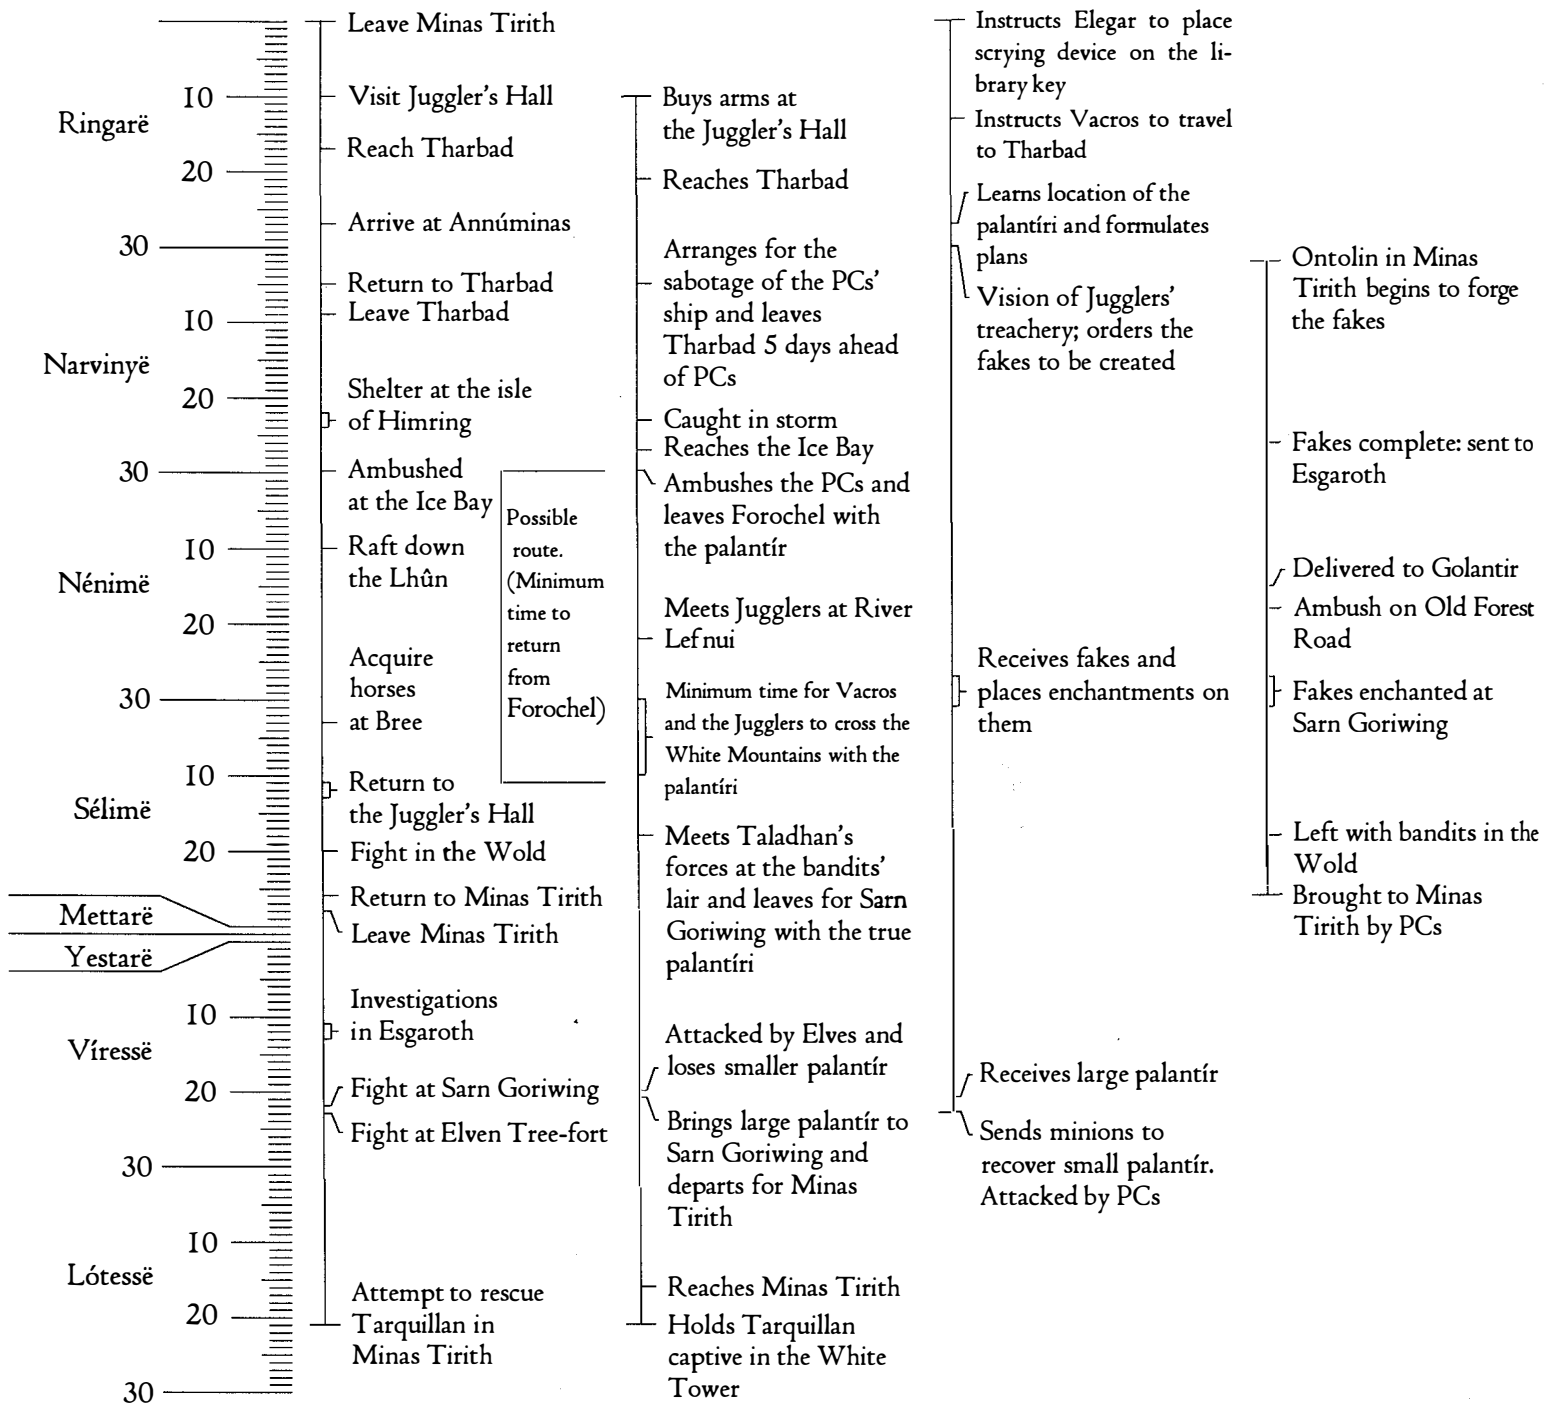 Ringarë
10
20
30
Narvinyë
10
20
30
Nénimë
10
20
30
Sélimë
10
20
Mettarë
Yestarë
Víressë
10
20
30
Lótessë
10
20
30
Leave Minas Tirith
Visit Juggler's Hall
Reach Tharbad
Arrive at Annúminas
Return to Tharbad
Leave Tharbad
Shelter at the isle
of Himring
Ambushed
at the Ice Bay
Raft down
the Lhûn
Acquire
horses
at Bree
Return to
the Juggler's Hall
Fight in the Wold
Return to Minas Tirith
Leave Minas Tirith
Investigations
in Esgaroth
Fight at Sarn Goriwing
Fight at Elven Tree-fort
Attempt to rescue
Tarquillan in
Minas Tirith
Possible
route.
(Minimum
time to
return
from
Forochel)
Buys arms at
the Juggler's Hall
Reaches Tharbad
Arranges for the
sabotage of the PCs'
ship and leaves
Tharbad 5 days ahead
of PCs
Caught in storm
Reaches the Ice Bay
Ambushes the PCs and
leaves Forochel with
the palantír
Meets Jugglers at River
Lefnui
Minimum time for Vacros
and the Jugglers to cross the
White Mountains with the
palantíri
Meets Taladhan's
forces at the bandits'
lair and leaves for Sarn
Goriwing with the true
palantíri
Attacked by Elves and
loses smaller palantír
Brings large palantír to
Sarn Goriwing and
departs for Minas
Tirith
Reaches Minas Tirith
Holds Tarquillan
captive in the White
Tower
Instructs Elegar to place
scrying device on the li-
brary key
Instructs Vacros to travel
to Tharbad
Learns location of the
palantíri and formulates
plans
Vision of Jugglers'
treachery; orders the
fakes to be created
Receives fakes and
places enchantments on
them
Receives large palantír
Sends minions to
recover small palantír.
Attacked by PCs
Ontolin in Minas
Tirith begins to forge
the fakes
Fakes complete: sent to
Esgaroth
Delivered to Golantir
Ambush on Old Forest
Road
Fakes enchanted at
Sarn Goriwing
Left with bandits in the
Wold
Brought to Minas
Tirith by PCs